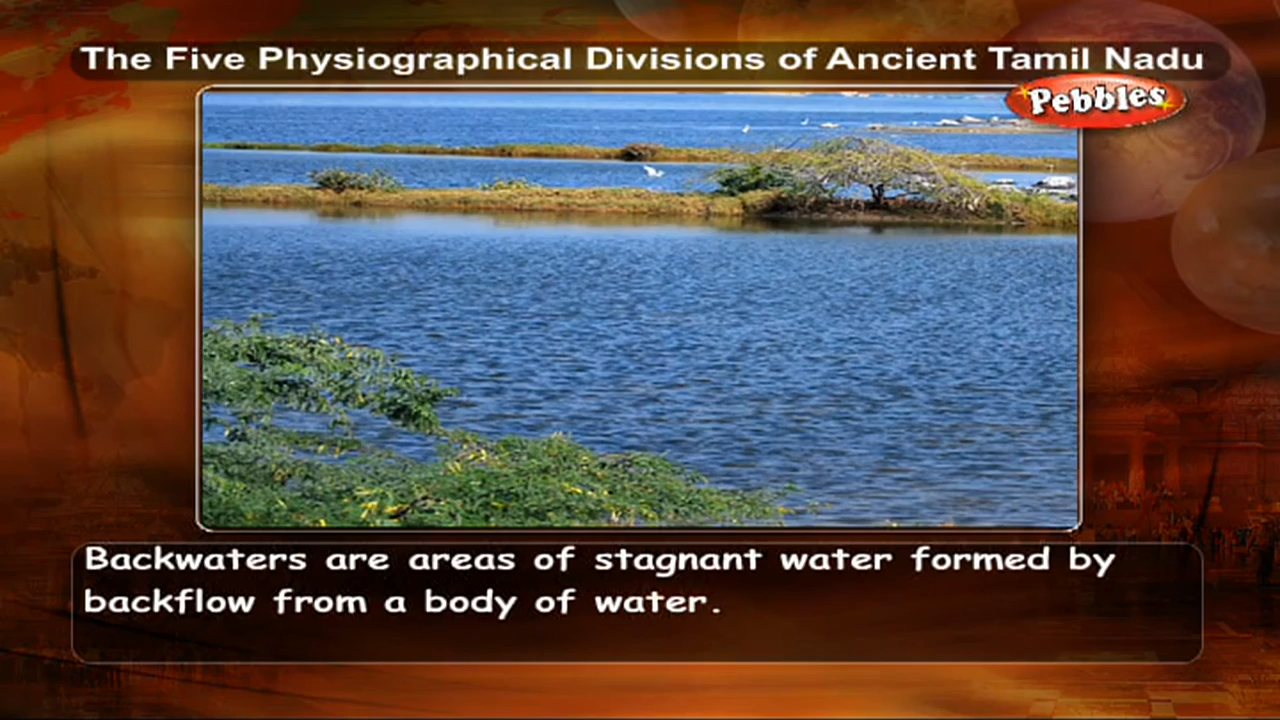 The Five Physiographical Divisions of Ancient Tamil Nadu
Pebbles
Backwaters are areas of stagnant water formed by
backflow from a body of water.